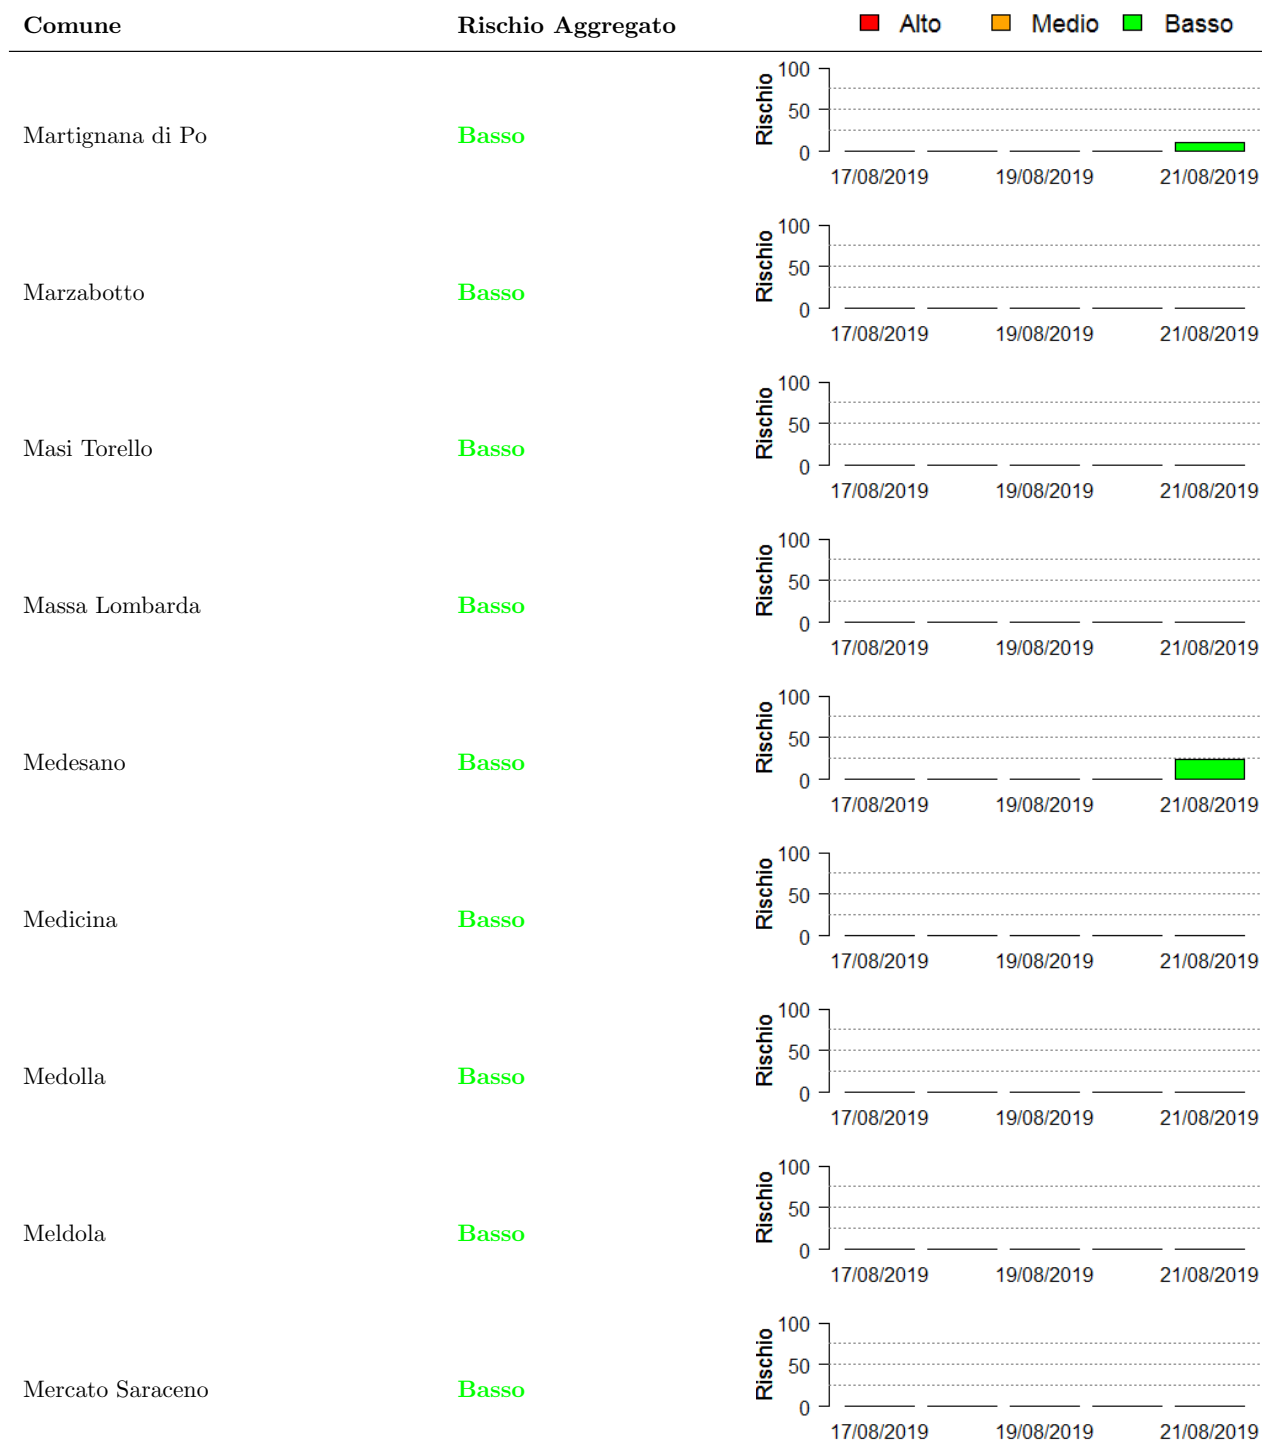 Comune Rischio Aggregato Alto Medio Basso
Martignana di Po Basso
Rischio
100
50
0
17/08/2019 19/08/2019 21/08/2019
Marzabotto Basso
Rischio
100
50
0
17/08/2019 19/08/2019 21/08/2019
Masi Torello Basso
Rischio
100
50
0
17/08/2019 19/08/2019 21/08/2019
Massa Lombarda Basso
Rischio
100
50
0
17/08/2019 19/08/2019 21/08/2019
Medesano Basso
Rischio
100
50
0
17/08/2019 19/08/2019 21/08/2019
Medicina Basso
Rischio
100
50
0
17/08/2019 19/08/2019 21/08/2019
Medolla Basso
Rischio
100
50
0
17/08/2019 19/08/2019 21/08/2019
Meldola Basso
Rischio
100
50
0
17/08/2019 19/08/2019 21/08/2019
Mercato Saraceno Basso
Rischio
100
50
0
17/08/2019 19/08/2019 21/08/2019